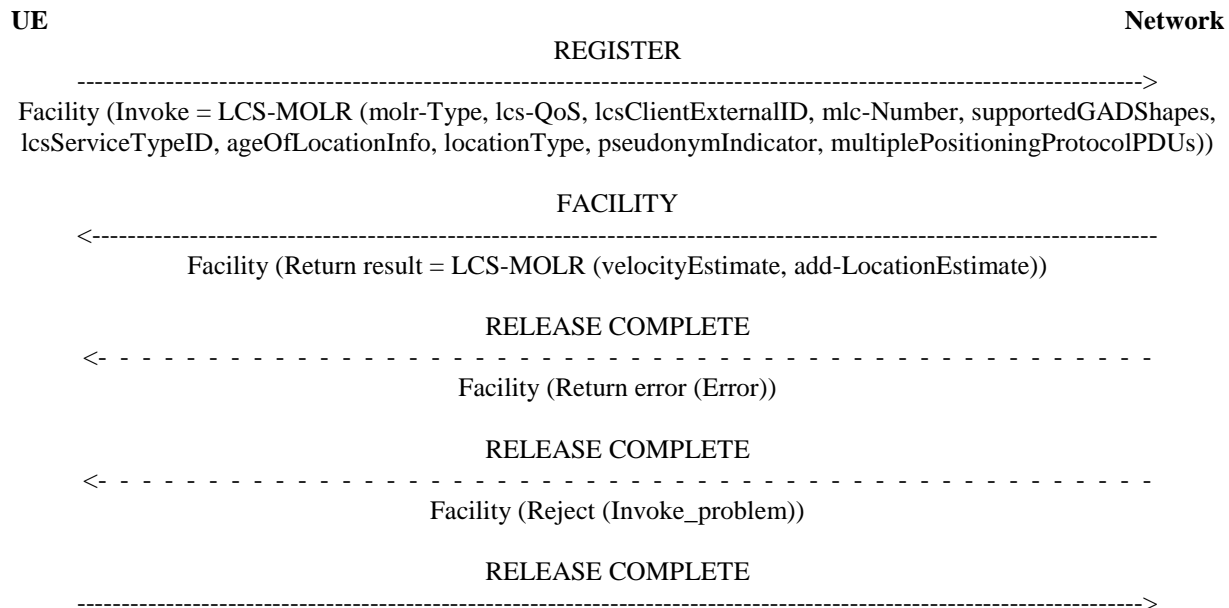 UE Network
REGISTER
------------------------------------------------------------------------------------------------------------------------>
Facility (Invoke = LCS-MOLR (molr-Type, lcs-QoS, lcsClientExternalID, mlc-Number, supportedGADShapes,
lcsServiceTypeID, ageOfLocationInfo, locationType, pseudonymIndicator, multiplePositioningProtocolPDUs))
FACILITY
<------------------------------------------------------------------------------------------------------------------------
Facility (Return result = LCS-MOLR (velocityEstimate, add-LocationEstimate))
RELEASE COMPLETE
<- - - - - - - - - - - - - - - - - - - - - - - - - - - - - - - - - - - - - - - - - - - - - - - - - - - -
Facility (Return error (Error))
RELEASE COMPLETE
<- - - - - - - - - - - - - - - - - - - - - - - - - - - - - - - - - - - - - - - - - - - - - - - - - - - -
Facility (Reject (Invoke_problem))
RELEASE COMPLETE
------------------------------------------------------------------------------------------------------------------------>